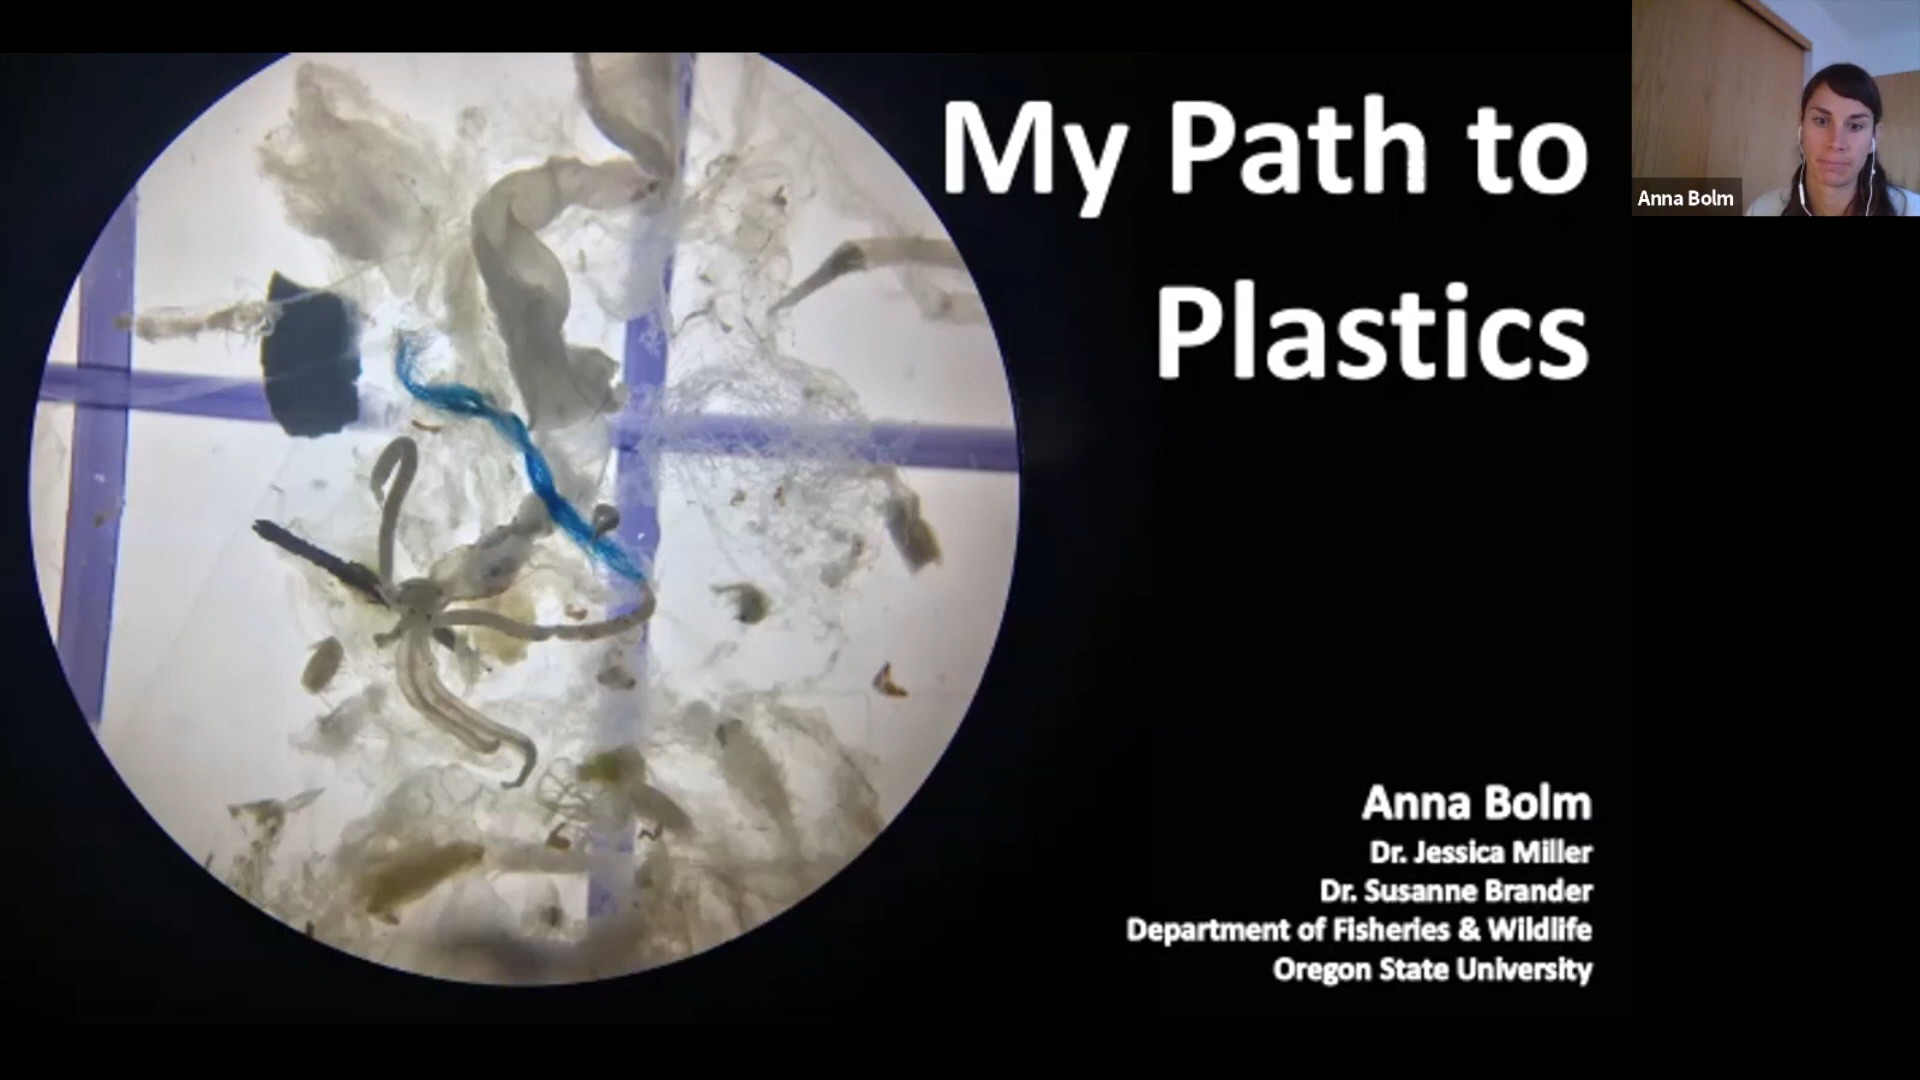 My Path to
Plastics
Anna Bolm
Anna Bolm
Dr. Jessica Miller
Dr. Susanne Brander
Department of Fisheries & Wildlife
Oregon State University